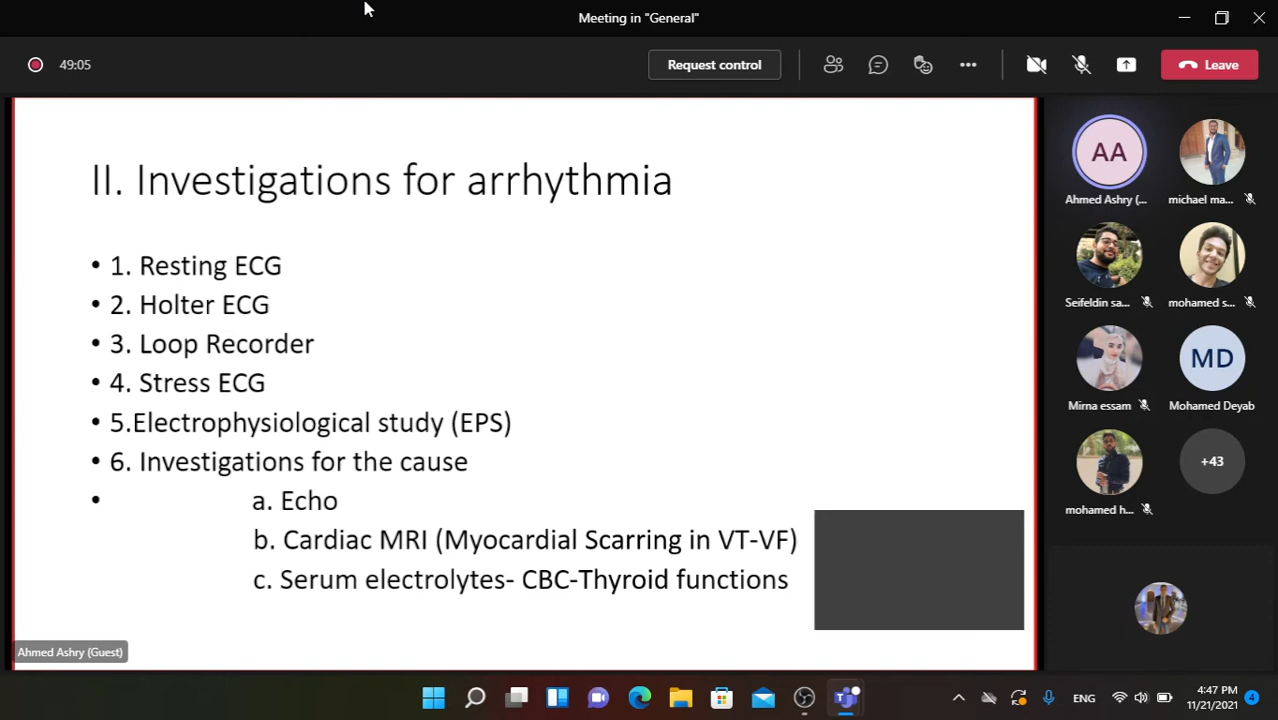 Meeting in "General"
49:05
Request control
Leave
II. Investigations for arrhythmia
• 1. Resting ECG
• 2. Holter ECG
• 3. Loop Recorder
• 4. Stress ECG
• 5.Electrophysiological study (EPS)
• 6. Investigations for the cause
• a. Echo
b. Cardiac MRI (Myocardial Scarring in VT-VF)
c. Serum electrolytes- CBC-Thyroid functions
Ahmed Ashry (Guest)
AA
Ahmed Ashry (...
michael ma...
Seifeldin sa...
mohamed s...
Mirna essam
MD
Mohamed Deyab
mohamed h...
+43
ENG
4:47 PM
11/21/2021
4